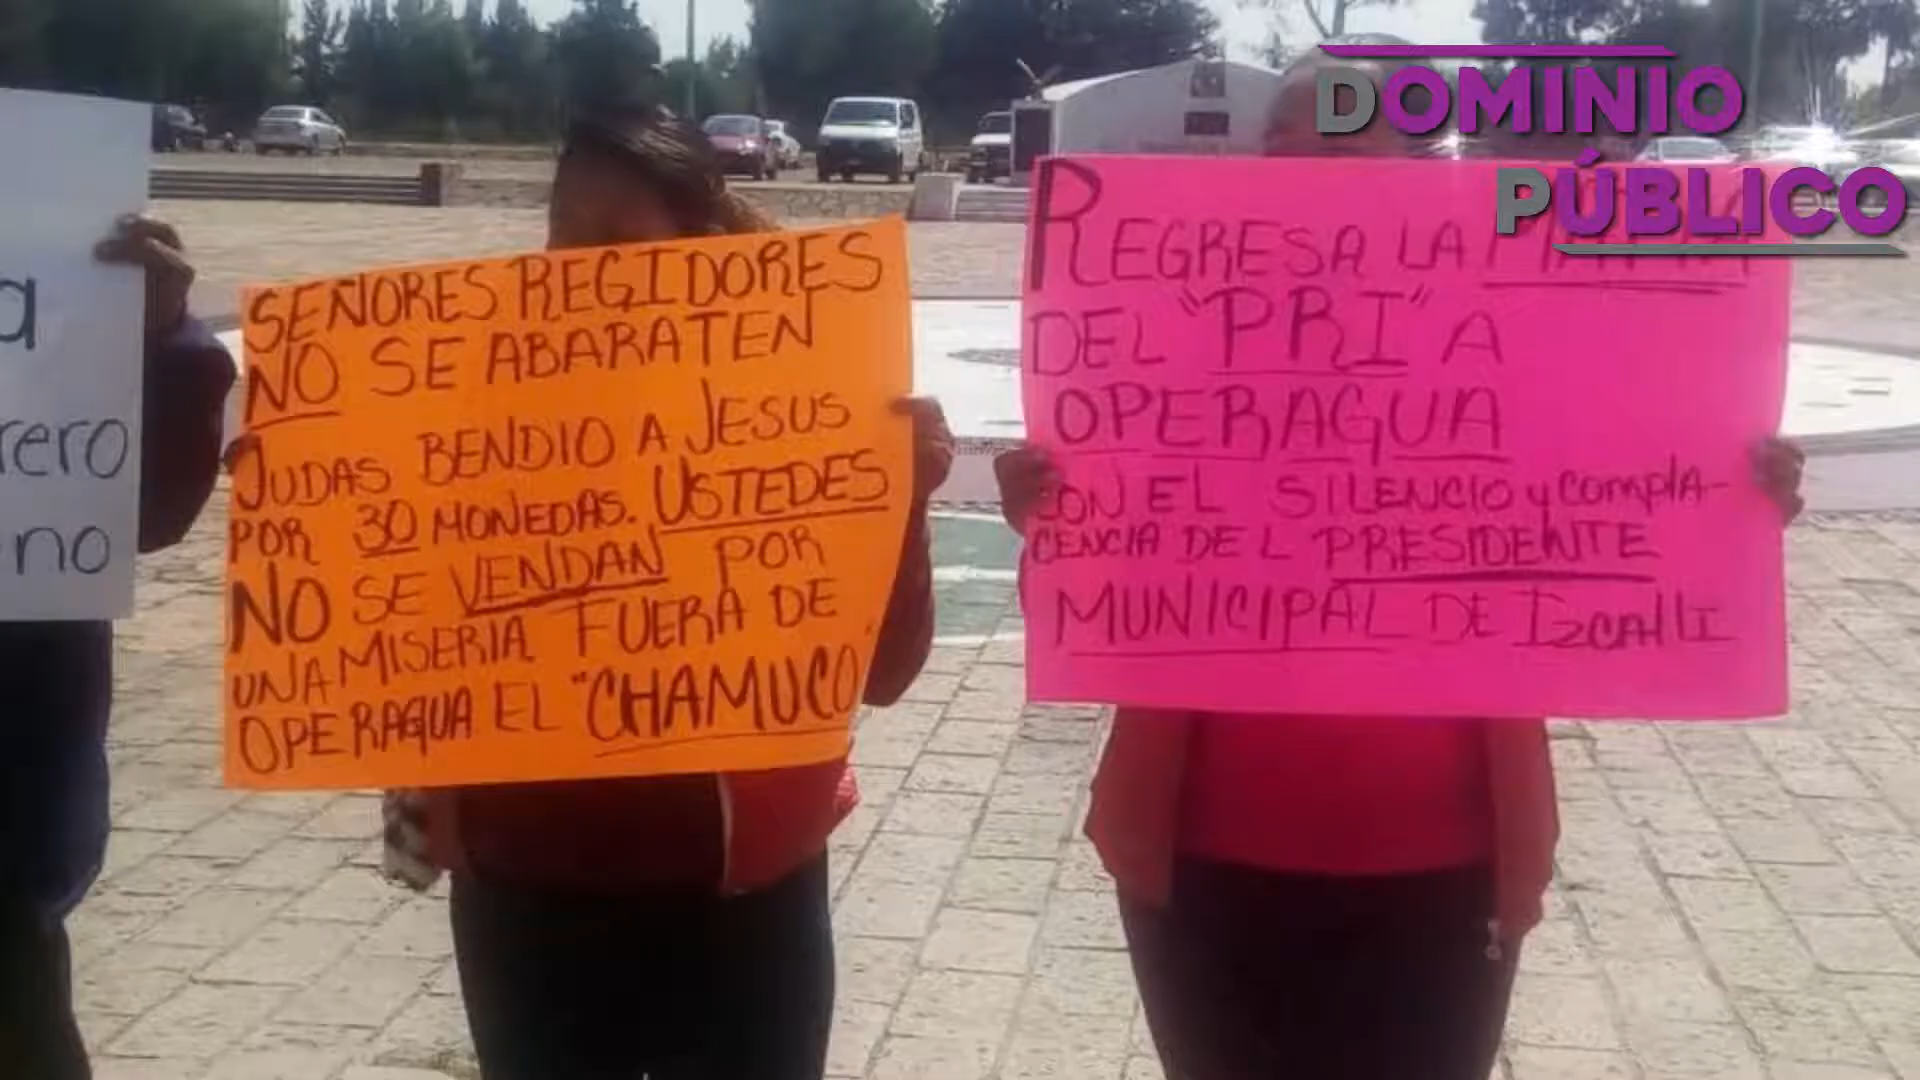 DOMINIO
PÚBLICO
a
rero
no
SEÑORES REGIDORES
NO SE ABARATEN
JUDAS BENDIO A JESUS
POR 30 MONEDAS. USTEDES
NO SE VENDAN POR
UNA MISERIA FUERA DE
OPERAGUA EL "CHAMUCO"
REGRESA LA
DEL "PRI" A
OPERAGUA
CON EL SILENCIO y COMPLA-
CENCIA DEL PRESIDENTE
MUNICIPAL DE IZCALLI